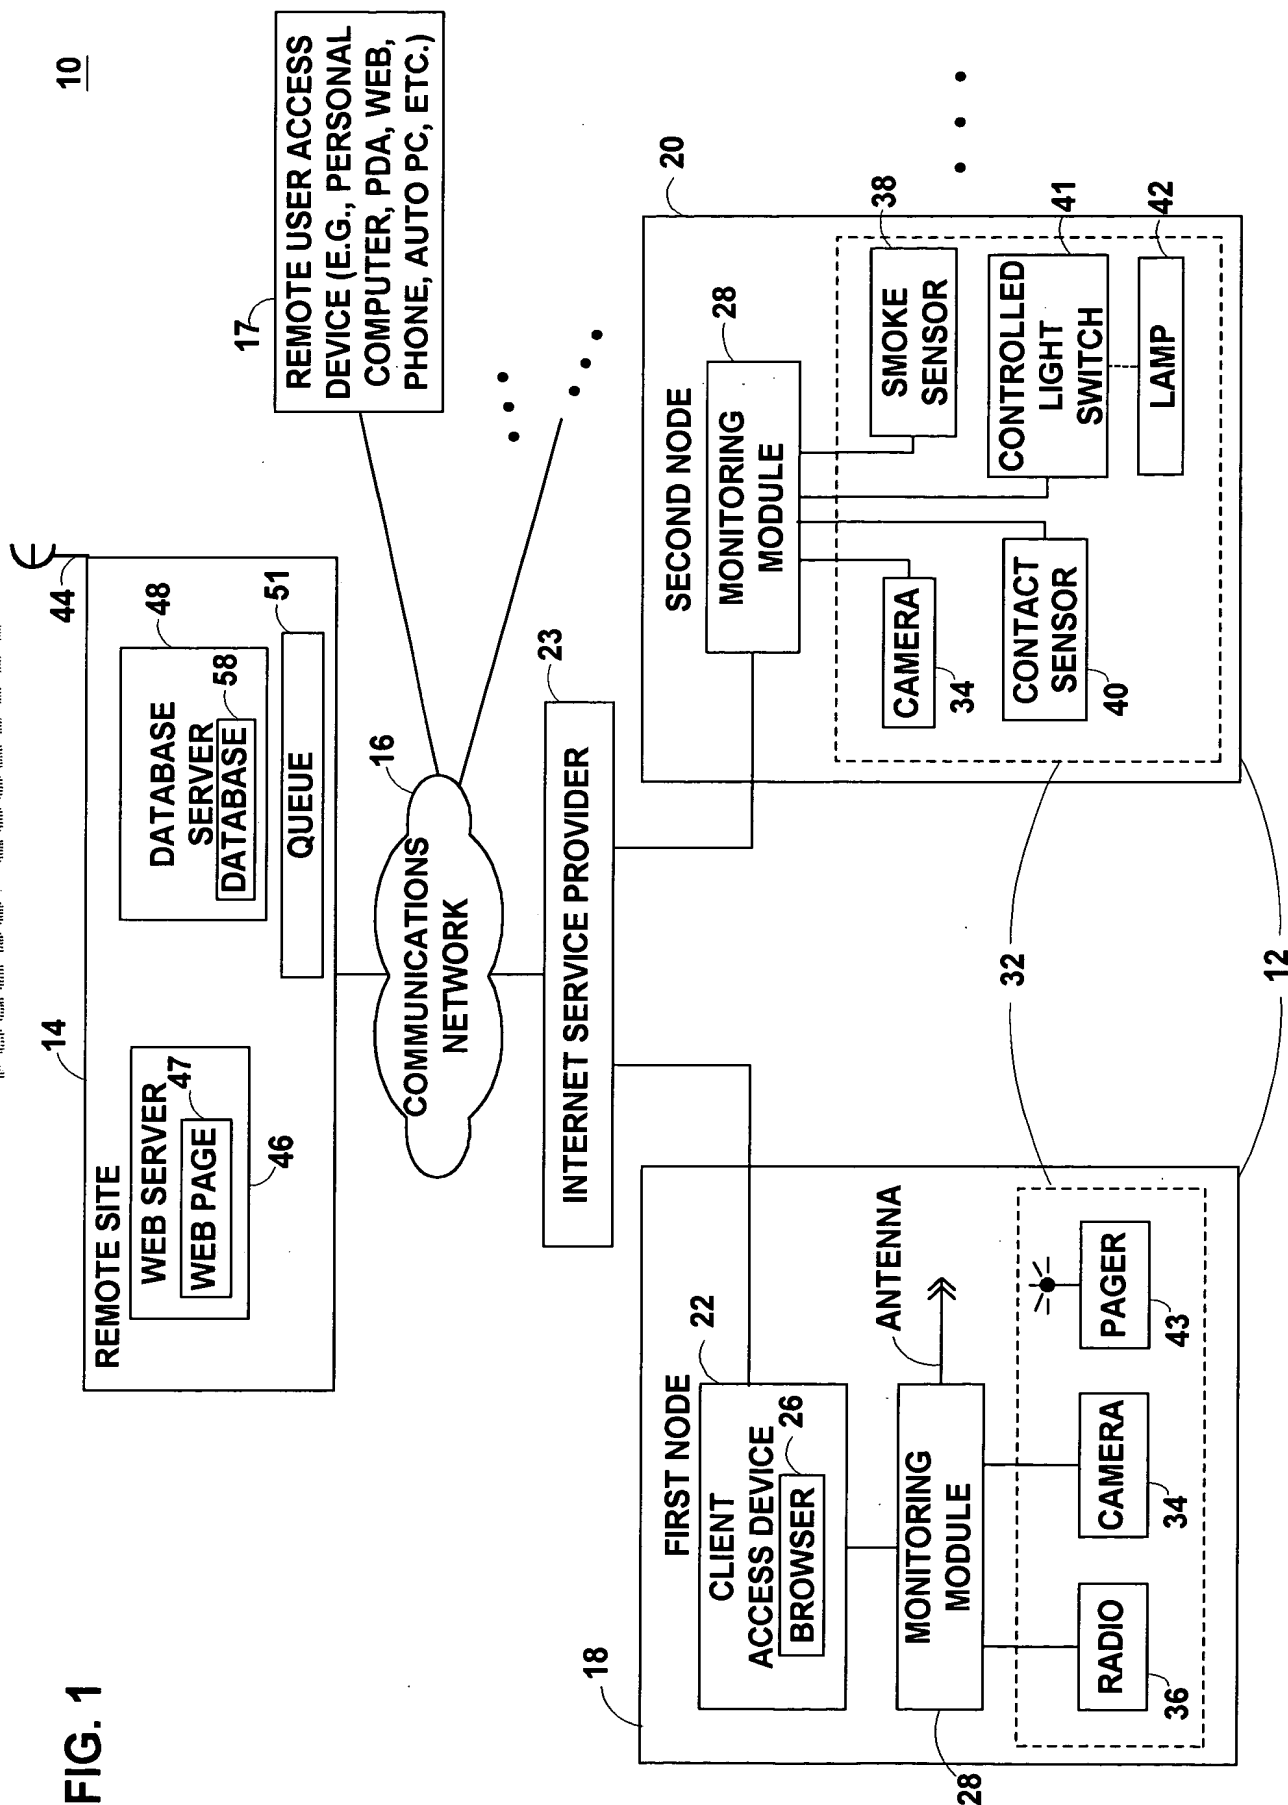 FIG. 1
10
14
REMOTE SITE
WEB SERVER
47
WEB PAGE
46
44
48
DATABASE
SERVER
58
DATABASE
51
QUEUE
17
REMOTE USER ACCESS
DEVICE (E.G., PERSONAL
COMPUTER, PDA, WEB,
PHONE, AUTO PC, ETC.)
16
COMMUNICATIONS
NETWORK
23
INTERNET SERVICE PROVIDER
18
FIRST NODE
22
CLIENT
ACCESS DEVICE
26
BROWSER
MONITORING
MODULE
28
ANTENNA
RADIO
36
CAMERA
34
PAGER
43
32
12
20
SECOND NODE
28
MONITORING
MODULE
CAMERA
34
CONTACT
SENSOR
40
38
SMOKE
SENSOR
41
CONTROLLED
LIGHT
SWITCH
42
LAMP